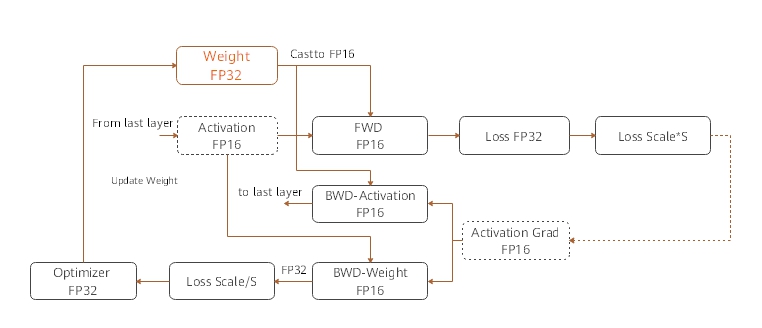 Weight
FP32
Castto FP16
From last layer
Activation
FP16
FWD
FP16
Loss FP32
Loss Scale*S
Update Weight
to last layer
BWD-Activation
FP16
Activation Grad
FP16
Optimizer
FP32
Loss Scale/S
FP32
BWD-Weight
FP16